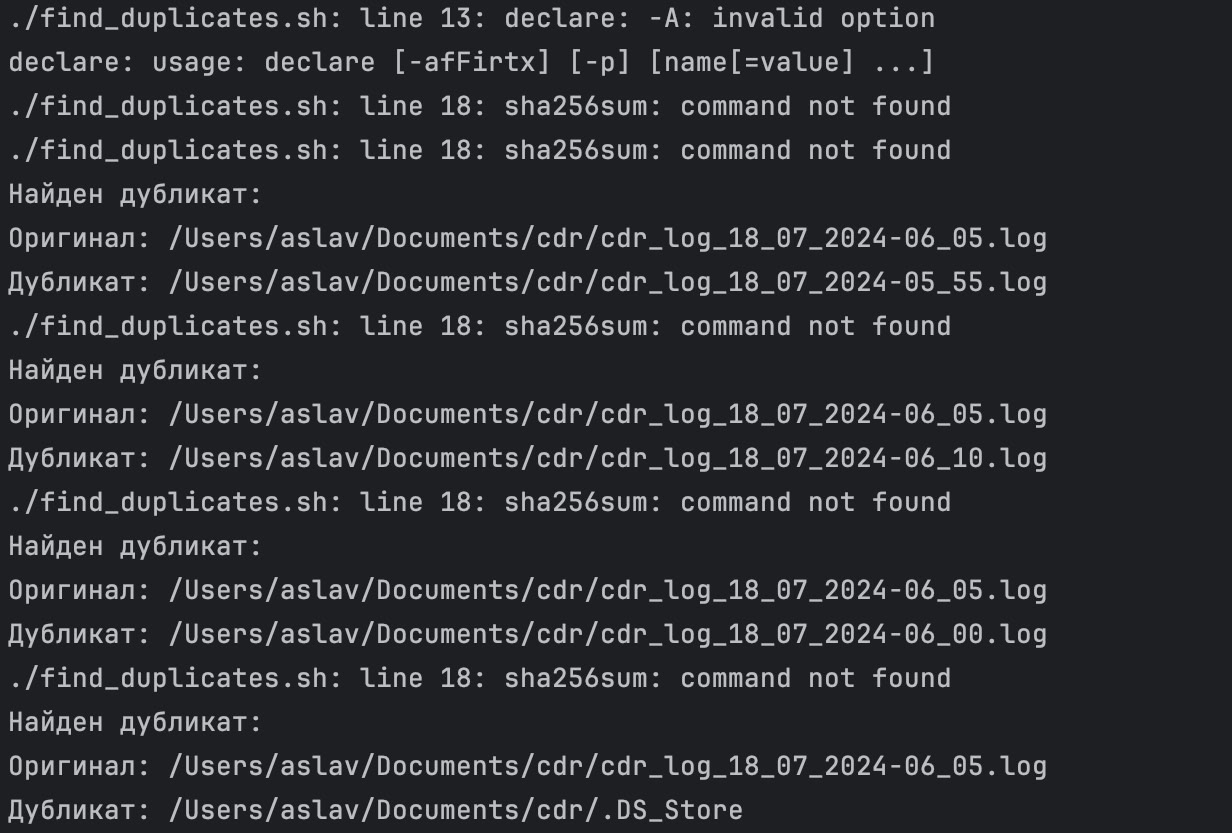 ./find_duplicates.sh: line 13: declare: -A: invalid option
declare: usage: declare [-afFirtx] [-p] [name[=value] ...]
./find_duplicates.sh: line 18: sha256sum: command not found
./find_duplicates.sh: line 18: sha256sum: command not found
Найден дубликат:
Оригинал: /Users/aslav/Documents/cdr/cdr_log_18_07_2024-06_05.log
Дубликат: /Users/aslav/Documents/cdr/cdr_log_18_07_2024-05_55.log
./find_duplicates.sh: line 18: sha256sum: command not found
Найден дубликат:
Оригинал: /Users/aslav/Documents/cdr/cdr_log_18_07_2024-06_05.log
Дубликат: /Users/aslav/Documents/cdr/cdr_log_18_07_2024-06_10.log
./find_duplicates.sh: line 18: sha256sum: command not found
Найден дубликат:
Оригинал: /Users/aslav/Documents/cdr/cdr_log_18_07_2024-06_05.log
Дубликат: /Users/aslav/Documents/cdr/cdr_log_18_07_2024-06_00.log
./find_duplicates.sh: line 18: sha256sum: command not found
Найден дубликат:
Оригинал: /Users/aslav/Documents/cdr/cdr_log_18_07_2024-06_05.log
Дубликат: /Users/aslav/Documents/cdr/.DS_Store